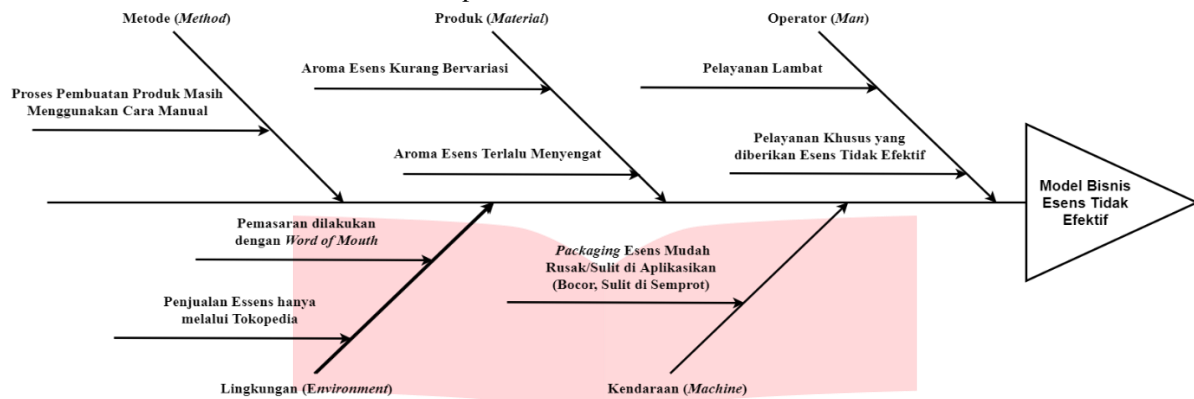 Metode (Method)
Produk (Material)
Operator (Man)
Aroma Esens Kurang Bervariasi
Pelayanan Lambat
Proses Pembuatan Produk Masih
Menggunakan Cara Manual
Aroma Esens Terlalu Menyengat
Pelayanan Khusus yang
diberikan Esens Tidak Efektif
Model Bisnis
Esens Tidak
Efektif
Pemasaran dilakukan
dengan Word of Mouth
Packaging Esens Mudah
Rusak/Sulit di Aplikasikan
(Bocor, Sulit di Semprot)
Penjualan Essens hanya
melalui Tokopedia
Lingkungan (Environment)
Kendaraan (Machine)